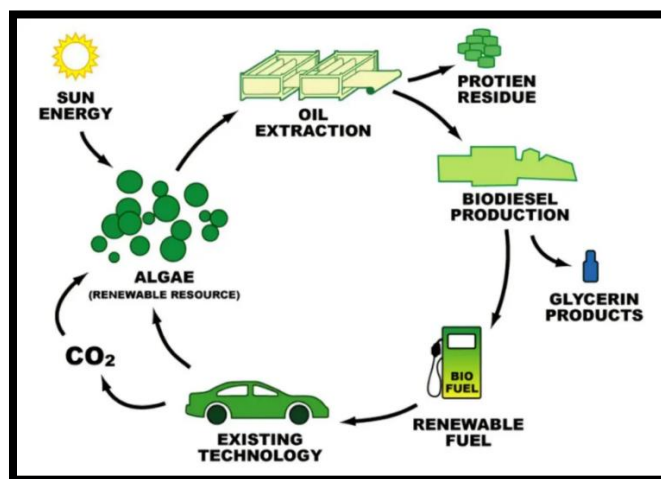 SUN
ENERGY
OIL
EXTRACTION
PROTIEN
RESIDUE
BIODIESEL
PRODUCTION
ALGAE
(RENEWABLE RESOURCE)
GLYCERIN
PRODUCTS
CO₂
BIO
FUEL
RENEWABLE
FUEL
EXISTING
TECHNOLOGY